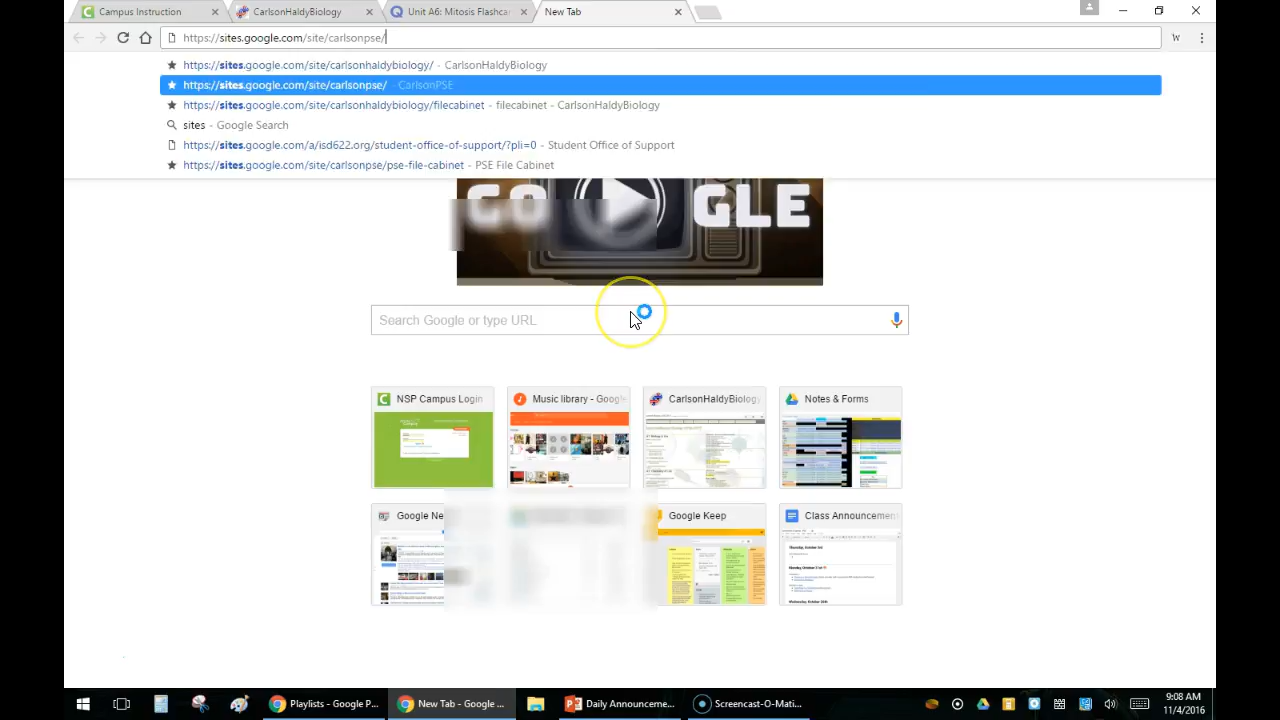 Campus Instruction
CarlsonHaldyBiology
Unit A6: Mitosis Flashcar
New Tab
https://sites.google.com/site/carlsonpse/
W
https://sites.google.com/site/carlsonhaldybiology/ - CarlsonHaldyBiology
https://sites.google.com/site/carlsonpse/ - CarlsonPSE
https://sites.google.com/site/carlsonhaldybiology/filecabinet - filecabinet - CarlsonHaldyBiology
sites - Google Search
https://sites.google.com/a/isd622.org/student-office-of-support/?pli=0 - Student Office of Support
https://sites.google.com/site/carlsonpse/pse-file-cabinet - PSE File Cabinet
GO GLE
Search Google or type URL
NSP Campus Login
Music library - Google
CarlsonHaldyBiology
Notes & Forms
Google Ne
Google Keep
Class Announcement
Playlists - Google P...
New Tab - Google ...
Daily Announceme...
Screencast-O-Mati...
9:08 AM
11/4/2016